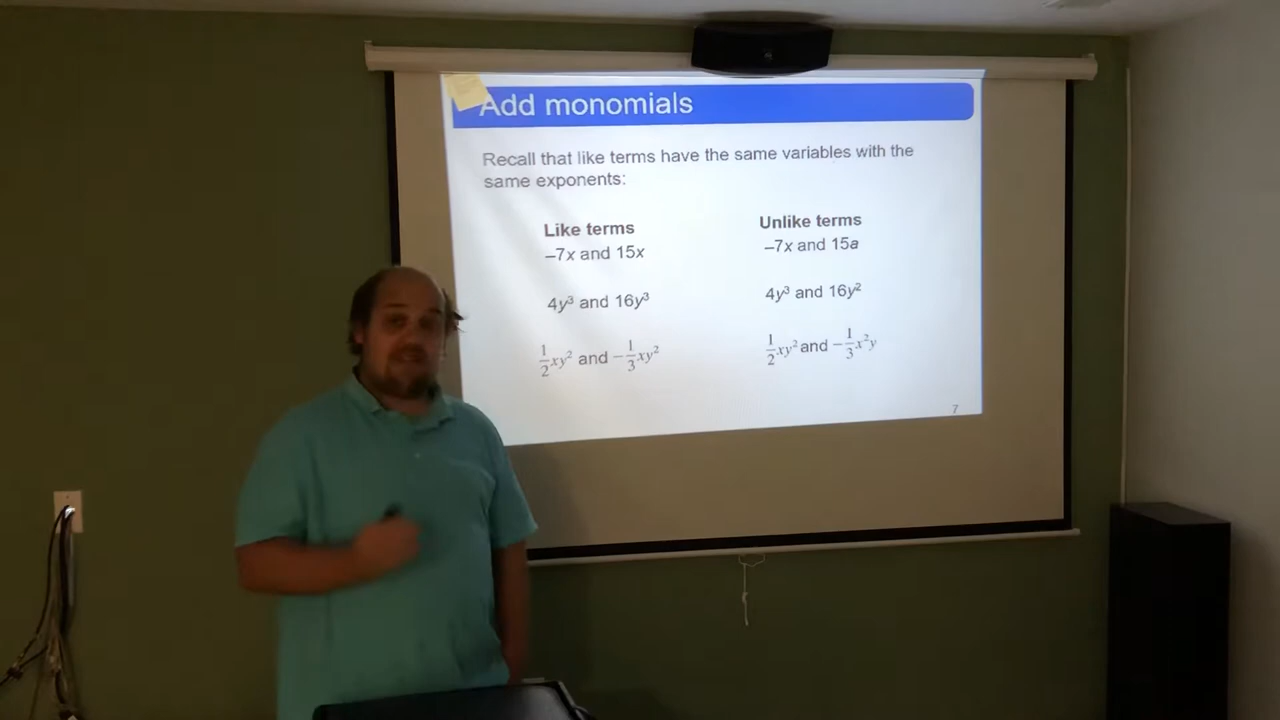 Add monomials
Recall that like terms have the same variables with the
same exponents:
Like terms
–7x and 15x
4y³ and 16y³
½xy² and –⅓xy²
Unlike terms
–7x and 15a
4y³ and 16y²
½xy² and –⅓x²y
7